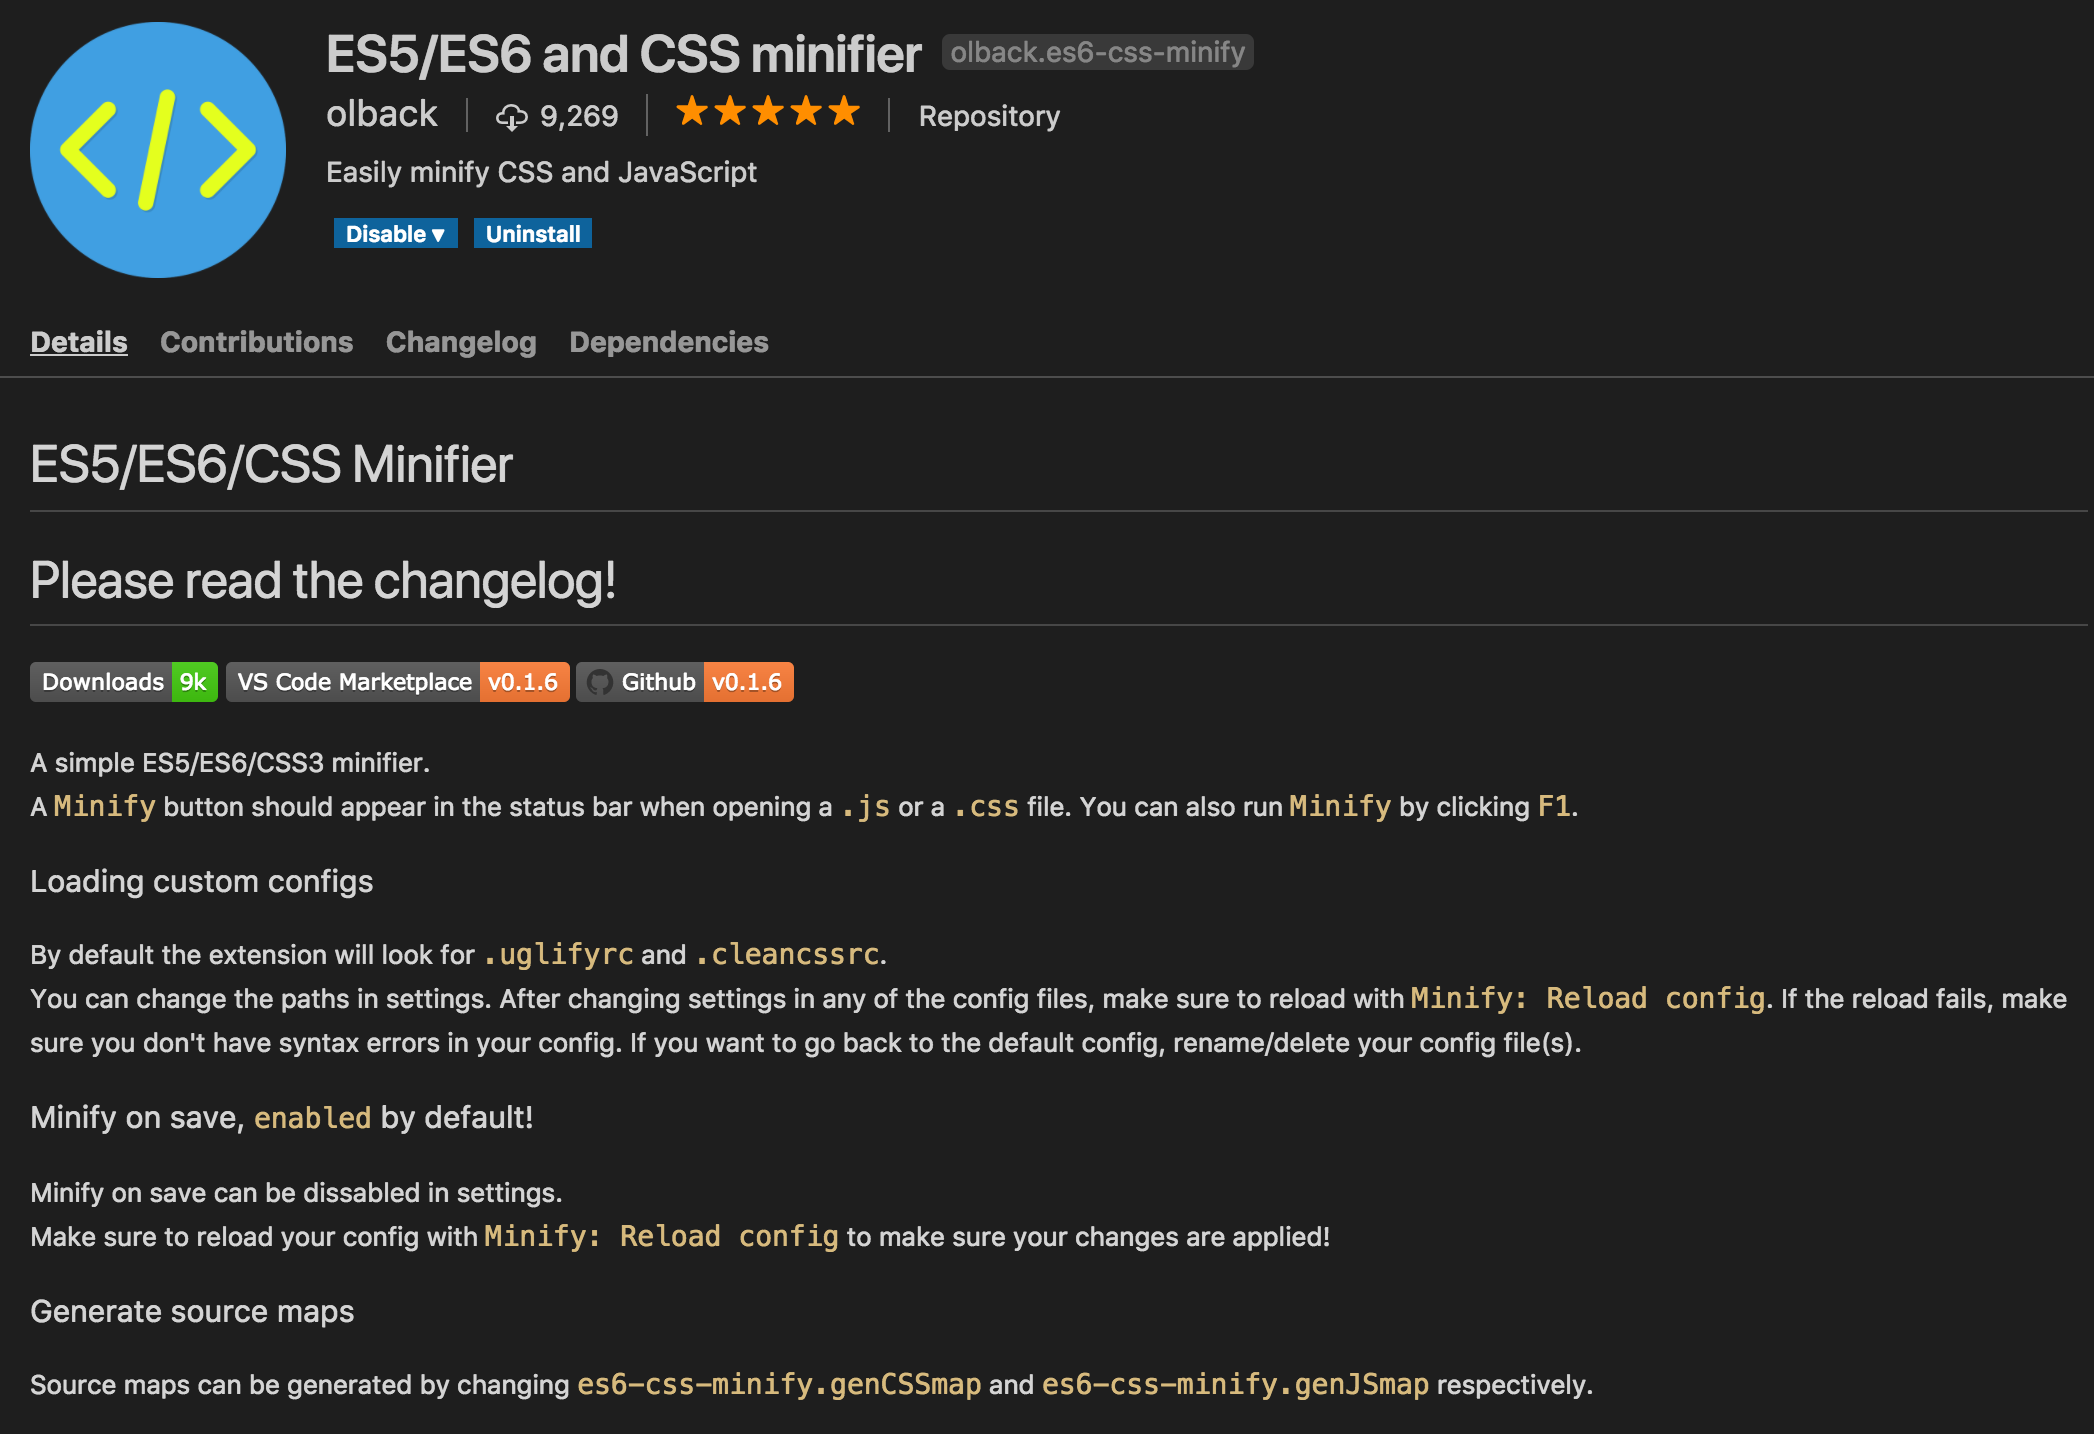 ES5/ES6 and CSS minifier olback.es6-css-minify
olback 9,269 ★★★★★ Repository
Easily minify CSS and JavaScript
Disable ▾ Uninstall
</>
Details Contributions Changelog Dependencies
ES5/ES6/CSS Minifier
Please read the changelog!
Downloads 9k VS Code Marketplace v0.1.6 Github v0.1.6
A simple ES5/ES6/CSS3 minifier.
A Minify button should appear in the status bar when opening a .js or a .css file. You can also run Minify by clicking F1.
Loading custom configs
By default the extension will look for .uglifyrc and .cleancssrc.
You can change the paths in settings. After changing settings in any of the config files, make sure to reload with Minify: Reload config. If the reload fails, make
sure you don't have syntax errors in your config. If you want to go back to the default config, rename/delete your config file(s).
Minify on save, enabled by default!
Minify on save can be dissabled in settings.
Make sure to reload your config with Minify: Reload config to make sure your changes are applied!
Generate source maps
Source maps can be generated by changing es6-css-minify.genCSSmap and es6-css-minify.genJSmap respectively.